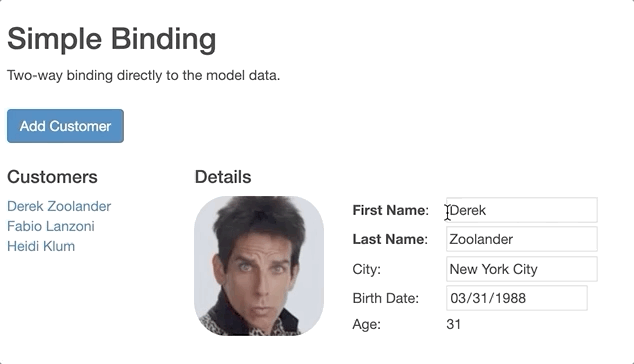 Simple Binding
Two-way binding directly to the model data.
Add Customer
Customers
Derek Zoolander
Fabio Lanzoni
Heidi Klum
Details
First Name: Derek
Last Name: Zoolander
City: New York City
Birth Date: 03/31/1988
Age: 31